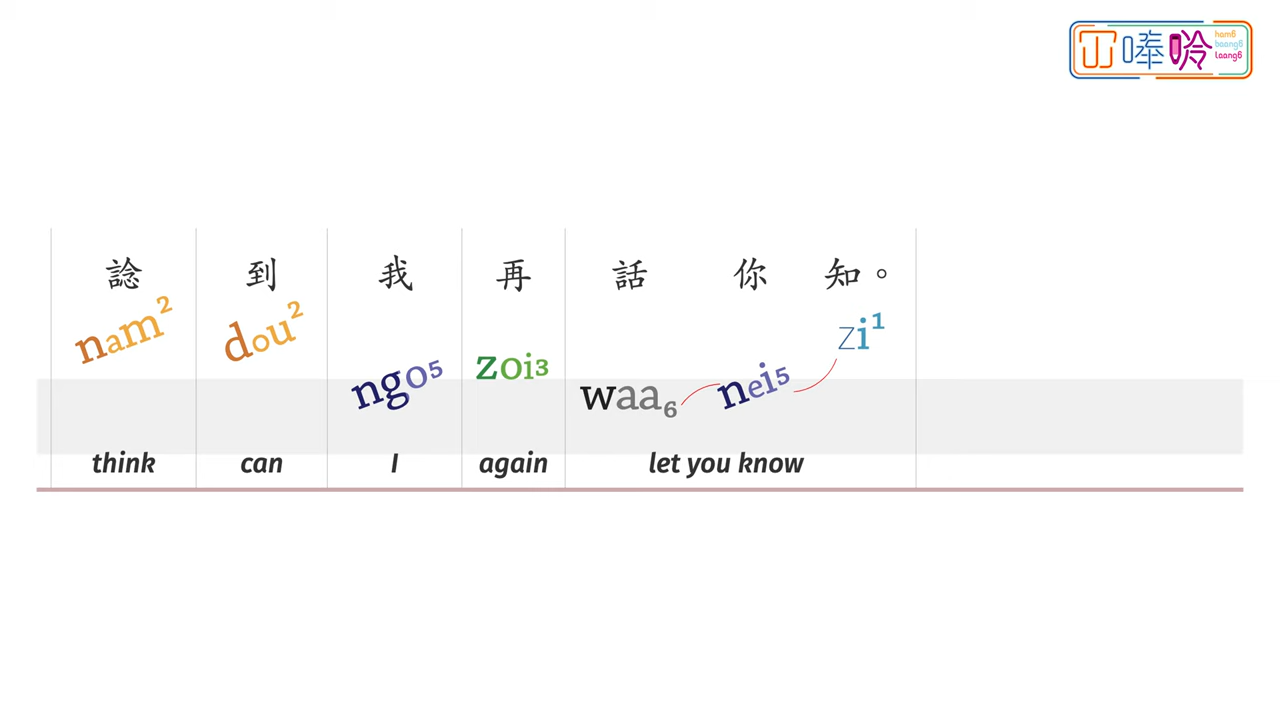 冚唪唥
ham6
baang6
laang6
諗 到 我 再 話 你 知。
nam² dou² ngo5 zoi3 waa6 nei5 zi¹
think can I again let you know